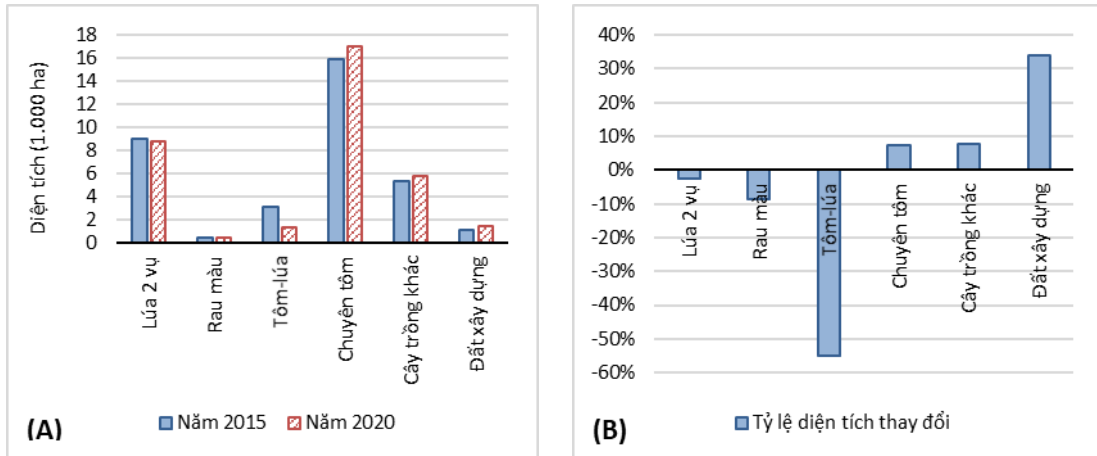 Diện tích (1.000 ha)
18
16
14
12
10
8
6
4
2
0
Lúa 2 vụ
Rau màu
Tôm-lúa
Chuyên tôm
Cây trồng khác
Đất xây dựng
(A)
Năm 2015
Năm 2020
40%
30%
20%
10%
0%
-10%
-20%
-30%
-40%
-50%
-60%
Lúa 2 vụ
Rau màu
Tôm-lúa
Chuyên tôm
Cây trồng khác
Đất xây dựng
(B)
Tỷ lệ diện tích thay đổi